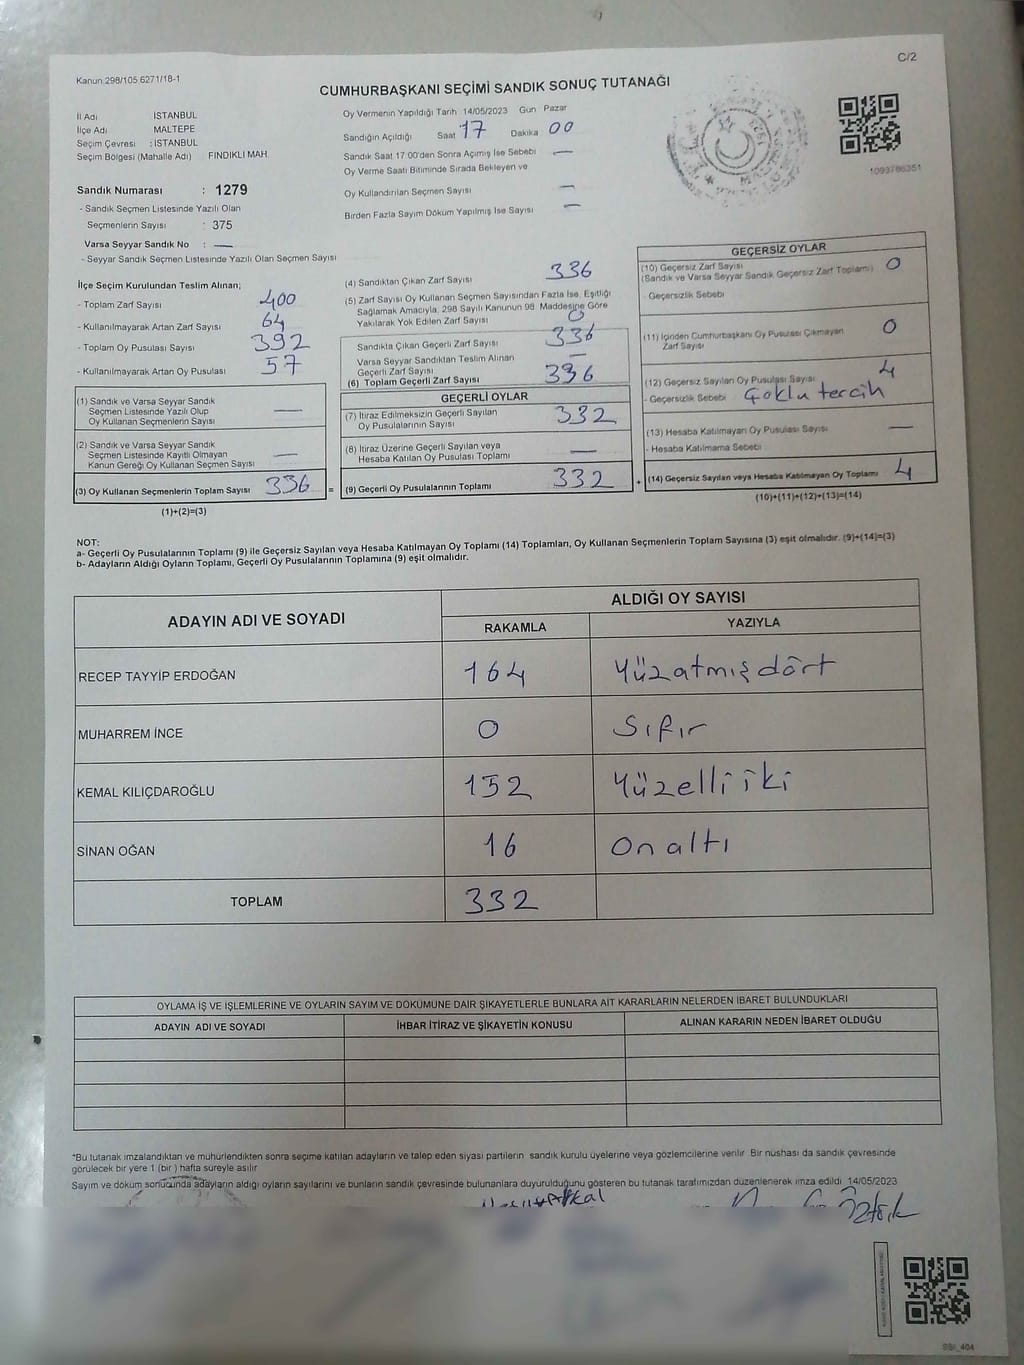 C/2
Kanun 298/105 6271/18-1
CUMHURBAŞKANI SEÇİMİ SANDIK SONUÇ TUTANAĞI
İl Adı İSTANBUL
İlçe Adı MALTEPE
Seçim Çevresi : İSTANBUL
Seçim Bölgesi (Mahalle Adı) FINDIKLI MAH
Oy Vermenin Yapıldığı Tarih 14/05/2023 Gün Pazar
Sandığın Açıldığı Saat 17 Dakika 00
Sandık Saat 17 00'den Sonra Açımış İse Sebebi —
Oy Verme Saati Bitiminde Sırada Bekleyen ve
Oy Kullandırılan Seçmen Sayısı —
Birden Fazla Sayım Döküm Yapılmış İse Sayısı —
1923
1093786351
Sandık Numarası : 1279
- Sandık Seçmen Listesinde Yazılı Olan
Seçmenlerin Sayısı : 375
Varsa Seyyar Sandık No : —
- Seyyar Sandık Seçmen Listesinde Yazılı Olan Seçmen Sayısı
İlçe Seçim Kurulundan Teslim Alınan;
- Toplam Zarf Sayısı 400
- Kullanılmayarak Artan Zarf Sayısı 64
- Toplam Oy Pusulası Sayısı 392
- Kullanılmayarak Artan Oy Pusulası 57
(1) Sandık ve Varsa Seyyar Sandık
Seçmen Listesinde Yazılı Olup
Oy Kullanan Seçmenlerin Sayısı —
(2) Sandık ve Varsa Seyyar Sandık
Seçmen Listesinde Kayıtlı Olmayan
Kanun Gereği Oy Kullanan Seçmen Sayısı —
(3) Oy Kullanan Seçmenlerin Toplam Sayısı 336 =
(1)+(2)=(3)
(4) Sandıktan Çıkan Zarf Sayısı 336
(5) Zarf Sayısı Oy Kullanan Seçmen Sayısından Fazla İse, Eşitliği
Sağlamak Amacıyla, 298 Sayılı Kanunun 98 Maddesine Göre
Yakılarak Yok Edilen Zarf Sayısı 0
Sandıkta Çıkan Geçerli Zarf Sayısı 336
Varsa Seyyar Sandıktan Teslim Alınan
Geçerli Zarf Sayısı —
(6) Toplam Geçerli Zarf Sayısı 336
GEÇERLİ OYLAR
(7) İtiraz Edilmeksizin Geçerli Sayılan
Oy Pusulalarının Sayısı 332
(8) İtiraz Üzerine Geçerli Sayılan veya
Hesaba Katılan Oy Pusulası Toplamı —
(9) Geçerli Oy Pusulalarının Toplamı 332 +
GEÇERSİZ OYLAR
(10) Geçersiz Zarf Sayısı
(Sandık ve Varsa Seyyar Sandık Geçersiz Zarf Toplamı) 0
- Geçersizlik Sebebi
(11) İçinden Cumhurbaşkanı Oy Pusulası Çıkmayan
Zarf Sayısı 0
(12) Geçersiz Sayılan Oy Pusulası Sayısı 4
- Geçersizlik Sebebi Çoklu tercih
(13) Hesaba Katılmayan Oy Pusulası Sayısı —
- Hesaba Katılmama Sebebi
(14) Geçersiz Sayılan veya Hesaba Katılmayan Oy Toplamı 4
(10)+(11)+(12)+(13)=(14)
NOT:
a- Geçerli Oy Pusulalarının Toplamı (9) ile Geçersiz Sayılan veya Hesaba Katılmayan Oy Toplamı (14) Toplamları, Oy Kullanan Seçmenlerin Toplam Sayısına (3) eşit olmalıdır. (9)+(14)=(3)
b- Adayların Aldığı Oyların Toplamı, Geçerli Oy Pusulalarının Toplamına (9) eşit olmalıdır.
ADAYIN ADI VE SOYADI ALDIĞI OY SAYISI
RAKAMLA YAZIYLA
RECEP TAYYİP ERDOĞAN 164 Yüzatmışdört
MUHARREM İNCE 0 Sıfır
KEMAL KILIÇDAROĞLU 152 Yüzelliiki
SİNAN OĞAN 16 Onaltı
TOPLAM 332
OYLAMA İŞ VE İŞLEMLERİNE VE OYLARIN SAYIM VE DÖKÜMÜNE DAİR ŞİKAYETLERLE BUNLARA AİT KARARLARIN NELERDEN İBARET BULUNDUKLARI
ADAYIN ADI VE SOYADI İHBAR İTİRAZ VE ŞİKAYETİN KONUSU ALINAN KARARIN NEDEN İBARET OLDUĞU
*Bu tutanak imzalandıktan ve mühürlendikten sonra seçime katılan adayların ve talep eden siyasi partilerin sandık kurulu üyelerine veya gözlemcilerine verilir Bir nüshası da sandık çevresinde
görülecek bir yere 1 (bir ) hafta süreyle asılır
Sayım ve döküm sonucunda adayların aldığı oyların sayılarını ve bunların sandık çevresinde bulunanlara duyurulduğunu gösteren bu tutanak tarafımızdan düzenlenerek imza edildi 14/05/2023
Öztürk
SBI_404